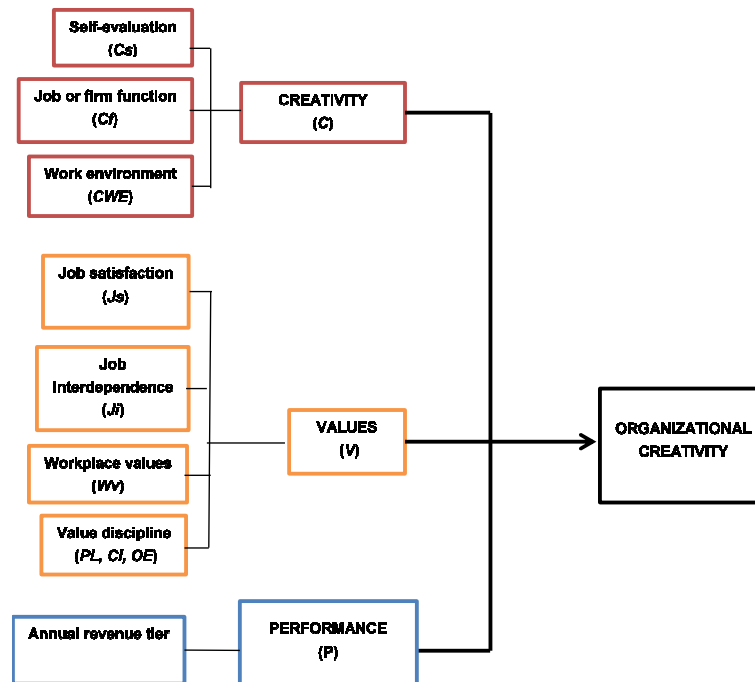 Self-evaluation
(Cs)
Job or firm function
(Cf)
Work environment
(CWE)
CREATIVITY
(C)
Job satisfaction
(Js)
Job
Interdependence
(Ji)
Workplace values
(Wv)
Value discipline
(PL, CI, OE)
VALUES
(V)
Annual revenue tier
PERFORMANCE
(P)
ORGANIZATIONAL
CREATIVITY